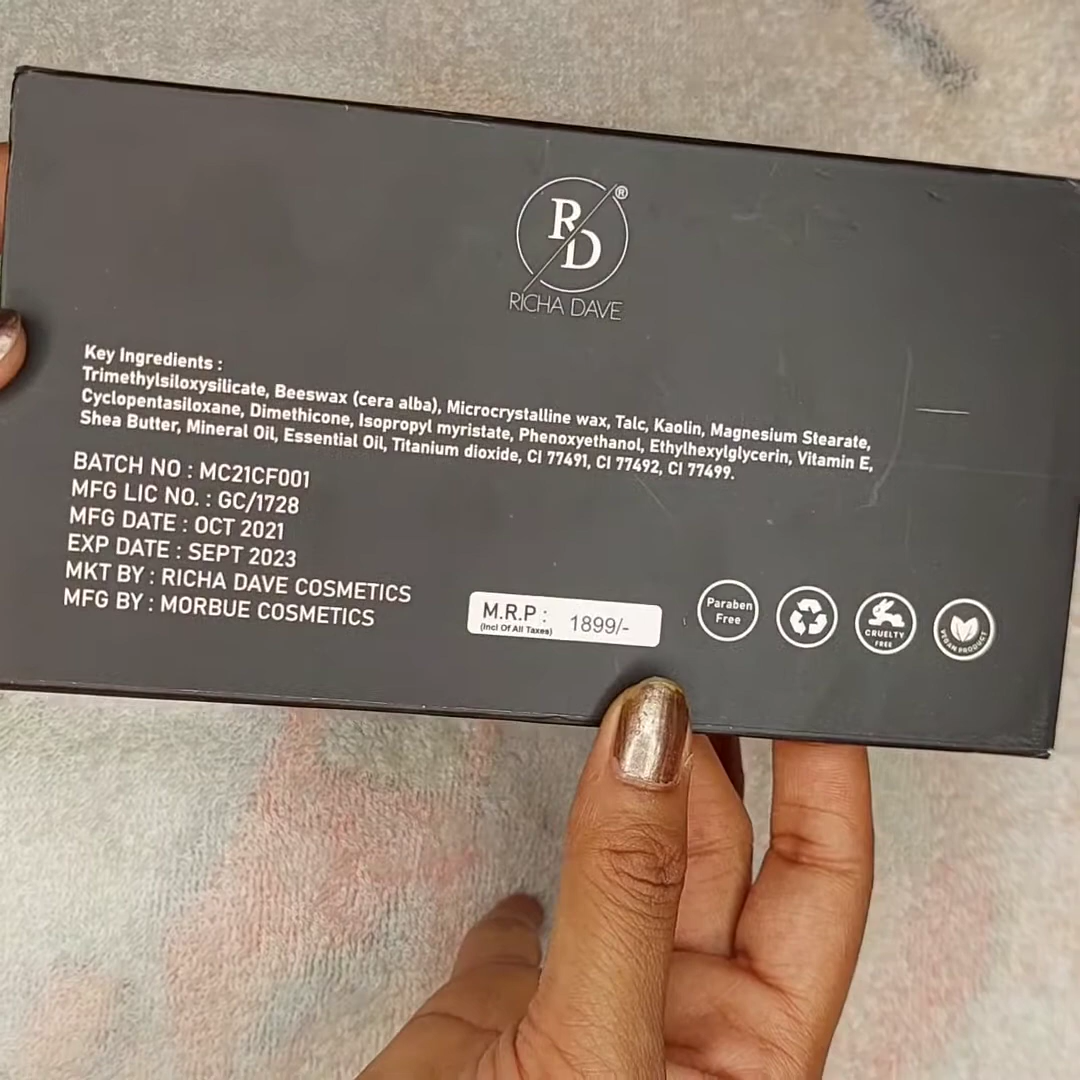 R
D
®
RICHA DAVE
Key Ingredients :
Trimethylsiloxysilicate, Beeswax (cera alba), Microcrystalline wax, Talc, Kaolin, Magnesium Stearate,
Cyclopentasiloxane, Dimethicone, Isopropyl myristate, Phenoxyethanol, Ethylhexylglycerin, Vitamin E,
Shea Butter, Mineral Oil, Essential Oil, Titanium dioxide, CI 77491, CI 77492, CI 77499.
BATCH NO : MC21CF001
MFG LIC NO. : GC/1728
MFG DATE : OCT 2021
EXP DATE : SEPT 2023
MKT BY : RICHA DAVE COSMETICS
MFG BY : MORBUE COSMETICS
M.R.P : 1899/-
(Incl Of All Taxes)
Paraben
Free
CRUELTY
FREE
VEGAN PRODUCT